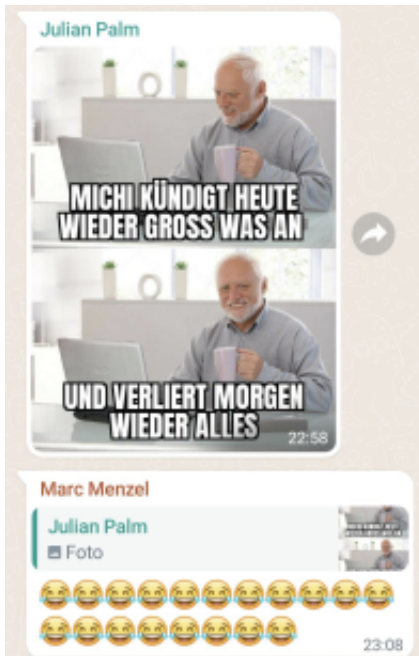 Julian Palm
MICHI KÜNDIGT HEUTE
WIEDER GROSS WAS AN
UND VERLIERT MORGEN
WIEDER ALLES
22:58
Marc Menzel
Julian Palm
Foto
😂😂😂😂😂😂😂😂😂😂😂
😂😂😂😂😂😂😂😂
23:08